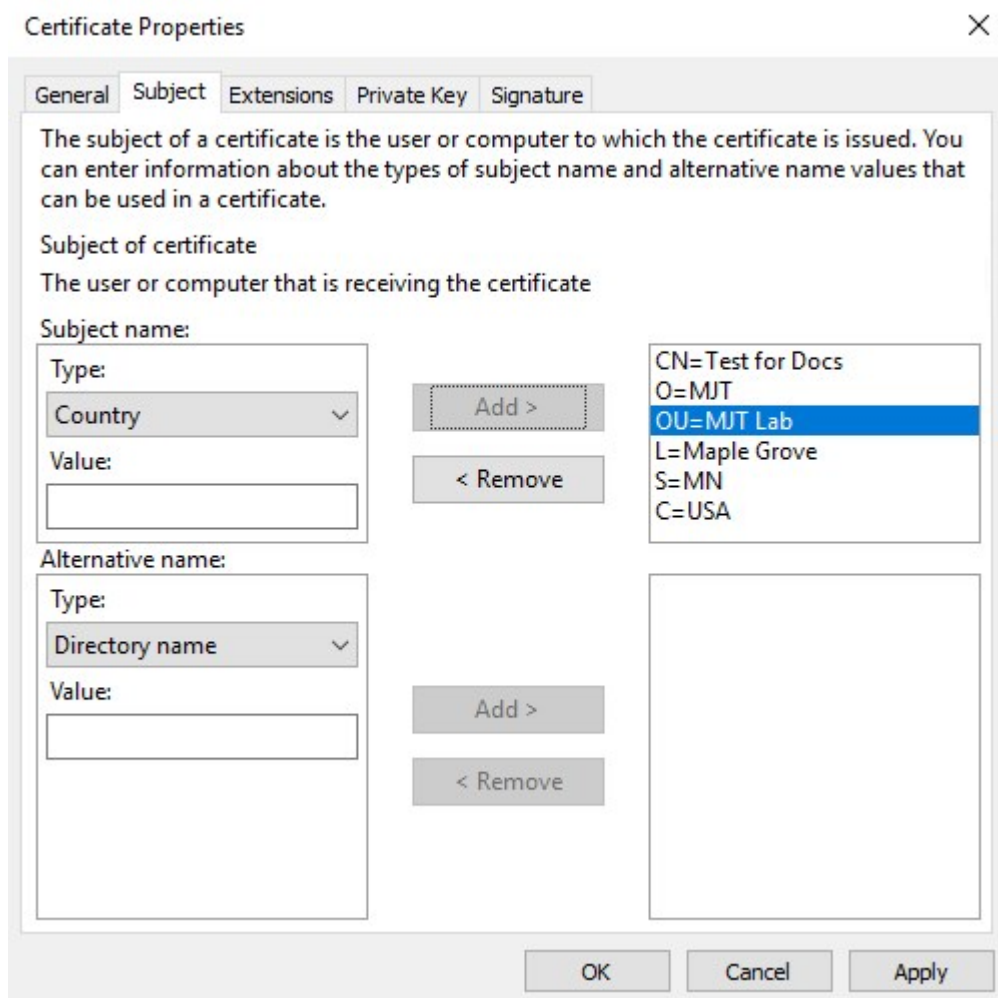 Certificate Properties
General Subject Extensions Private Key Signature
The subject of a certificate is the user or computer to which the certificate is issued. You
can enter information about the types of subject name and alternative name values that
can be used in a certificate.
Subject of certificate
The user or computer that is receiving the certificate
Subject name:
Type:
Country
Value:
Add >
< Remove
CN=Test for Docs
O=MJT
OU=MJT Lab
L=Maple Grove
S=MN
C=USA
Alternative name:
Type:
Directory name
Value:
Add >
< Remove
OK Cancel Apply